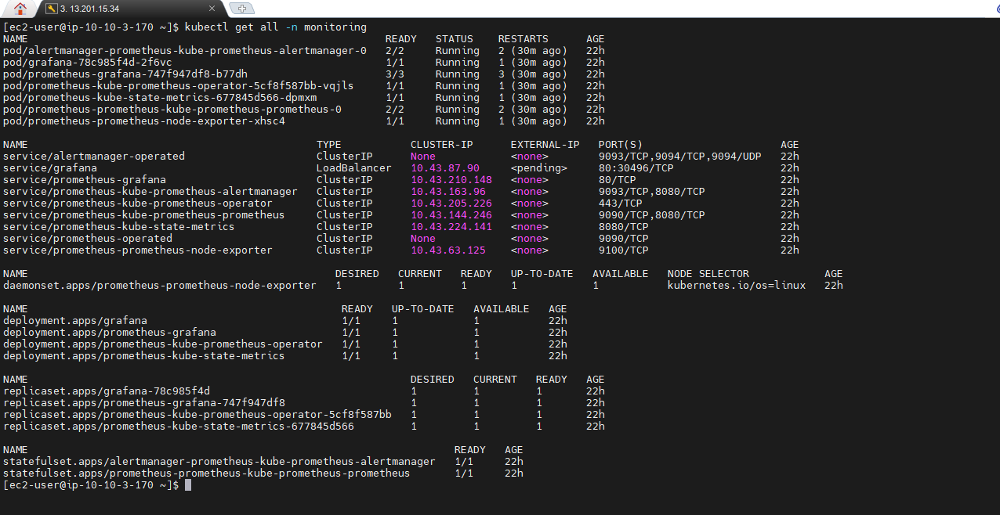 3. 13.201.15.34
[ec2-user@ip-10-10-3-170 ~]$ kubectl get all -n monitoring
NAME READY STATUS RESTARTS AGE
pod/alertmanager-prometheus-kube-prometheus-alertmanager-0 2/2 Running 2 (30m ago) 22h
pod/grafana-78c985f4d-2f6vc 1/1 Running 1 (30m ago) 22h
pod/prometheus-grafana-747f947df8-b77dh 3/3 Running 3 (30m ago) 22h
pod/prometheus-kube-prometheus-operator-5cf8f587bb-vqjls 1/1 Running 1 (30m ago) 22h
pod/prometheus-kube-state-metrics-677845d566-dpmxm 1/1 Running 1 (30m ago) 22h
pod/prometheus-prometheus-kube-prometheus-prometheus-0 2/2 Running 2 (30m ago) 22h
pod/prometheus-prometheus-node-exporter-xhsc4 1/1 Running 1 (30m ago) 22h
NAME TYPE CLUSTER-IP EXTERNAL-IP PORT(S) AGE
service/alertmanager-operated ClusterIP None <none> 9093/TCP,9094/TCP,9094/UDP 22h
service/grafana LoadBalancer 10.43.87.90 <pending> 80:30496/TCP 22h
service/prometheus-grafana ClusterIP 10.43.210.148 <none> 80/TCP 22h
service/prometheus-kube-prometheus-alertmanager ClusterIP 10.43.163.96 <none> 9093/TCP,8080/TCP 22h
service/prometheus-kube-prometheus-operator ClusterIP 10.43.205.226 <none> 443/TCP 22h
service/prometheus-kube-prometheus-prometheus ClusterIP 10.43.144.246 <none> 9090/TCP,8080/TCP 22h
service/prometheus-kube-state-metrics ClusterIP 10.43.224.141 <none> 8080/TCP 22h
service/prometheus-operated ClusterIP None <none> 9090/TCP 22h
service/prometheus-prometheus-node-exporter ClusterIP 10.43.63.125 <none> 9100/TCP 22h
NAME DESIRED CURRENT READY UP-TO-DATE AVAILABLE NODE SELECTOR AGE
daemonset.apps/prometheus-prometheus-node-exporter 1 1 1 1 1 kubernetes.io/os=linux 22h
NAME READY UP-TO-DATE AVAILABLE AGE
deployment.apps/grafana 1/1 1 1 22h
deployment.apps/prometheus-grafana 1/1 1 1 22h
deployment.apps/prometheus-kube-prometheus-operator 1/1 1 1 22h
deployment.apps/prometheus-kube-state-metrics 1/1 1 1 22h
NAME DESIRED CURRENT READY AGE
replicaset.apps/grafana-78c985f4d 1 1 1 22h
replicaset.apps/prometheus-grafana-747f947df8 1 1 1 22h
replicaset.apps/prometheus-kube-prometheus-operator-5cf8f587bb 1 1 1 22h
replicaset.apps/prometheus-kube-state-metrics-677845d566 1 1 1 22h
NAME READY AGE
statefulset.apps/alertmanager-prometheus-kube-prometheus-alertmanager 1/1 22h
statefulset.apps/prometheus-prometheus-kube-prometheus-prometheus 1/1 22h
[ec2-user@ip-10-10-3-170 ~]$